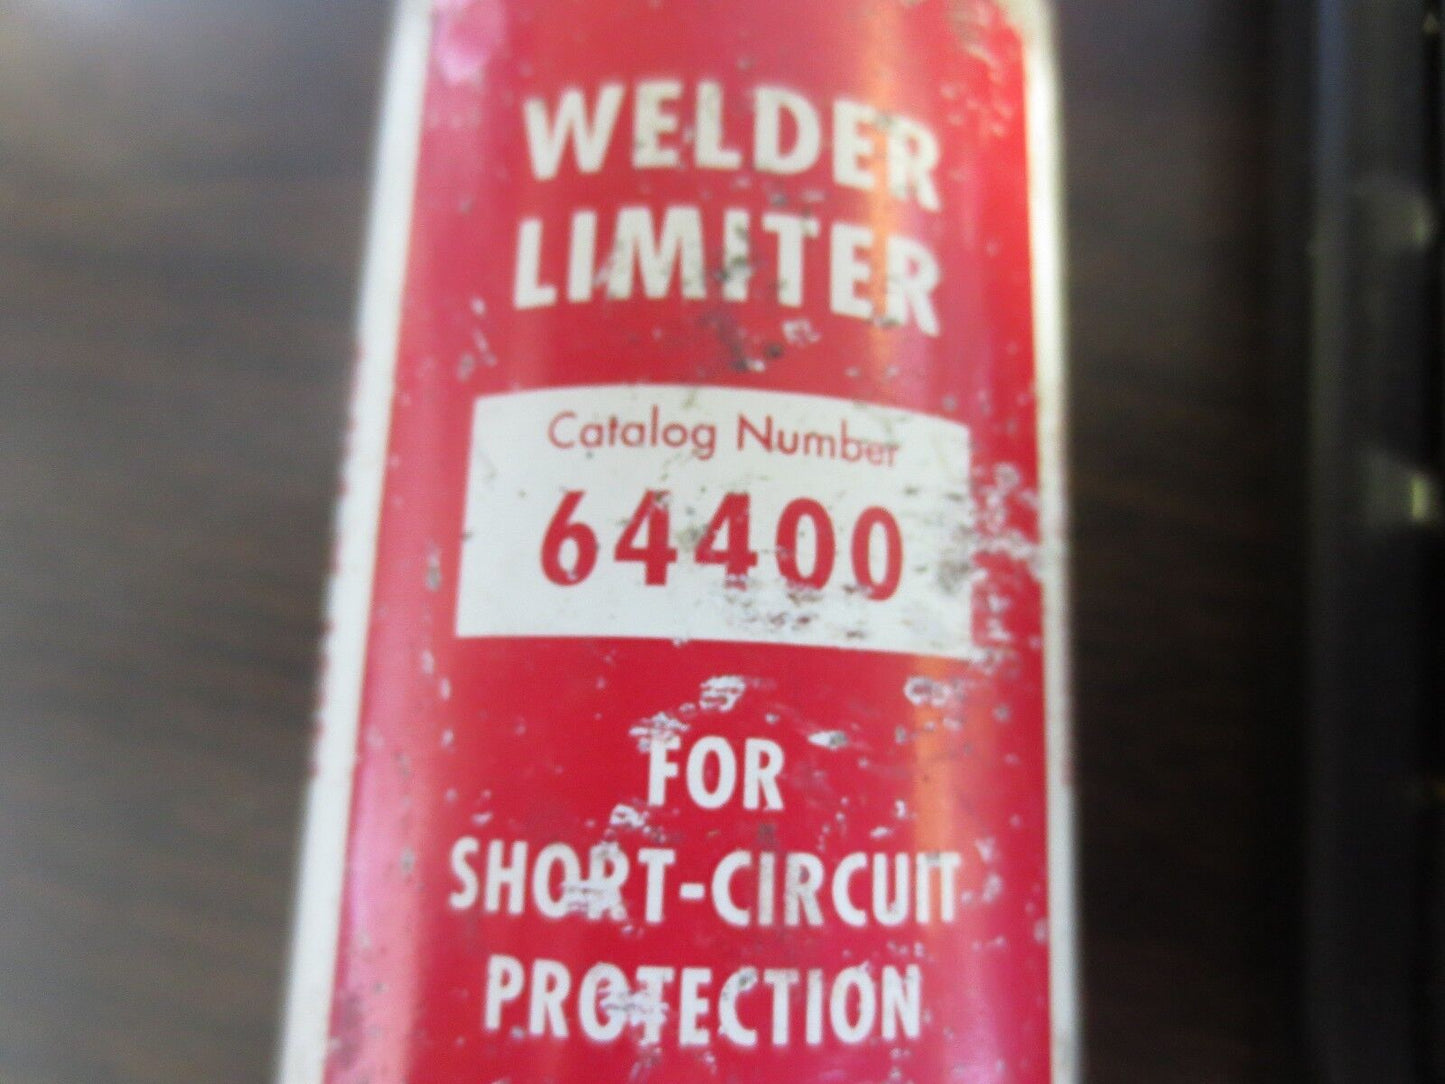 WELDER
LIMITER
Catalog Number
64400
FOR
SHORT-CIRCUIT
PROTECTION